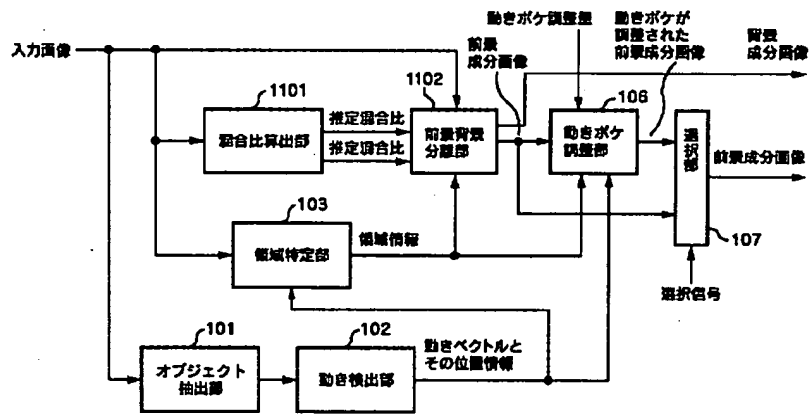 動きボケ調整量
動きボケが
調整された
前景成分画像
背景
成分画像
入力画像
前景
成分画像
1101
1102
106
推定混合比
推定混合比
混合比算出部
前景背景
分離部
動きボケ
調整部
選択部
前景成分画像
103
領域情報
領域特定部
107
選択信号
101
102
動きベクトルと
その位置情報
オブジェクト
抽出部
動き検出部